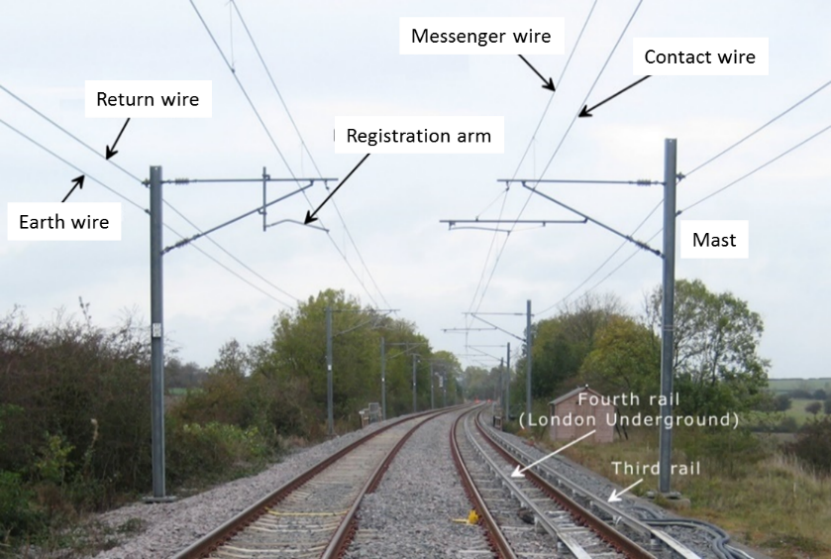 Messenger wire
Contact wire
Return wire
Registration arm
Earth wire
Mast
Fourth rail
(London Underground)
Third rail